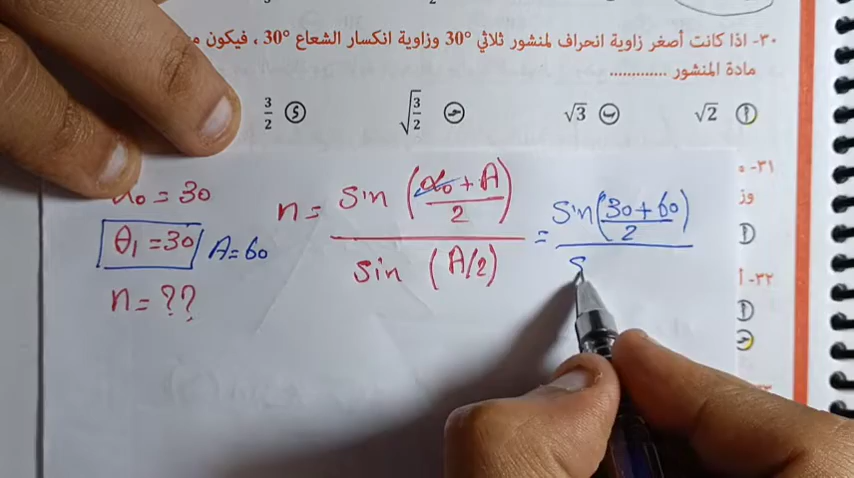 ٣٠- اذا كانت أصغر زاوية انحراف لمنشور ثلاثي 30° وزاوية انكسار الشعاع 30° ، فيكون
مادة المنشور .............
أ √2 ب √3 ج √(3/2) د 3/2
٣١- ه
وز
أ
٣٢- أ
أ
ج
α₀ = 30
θ₁ = 30 A = 60
n = ??
n = sin((α₀ + A)/2) / sin(A/2) = sin((30+60)/2) / s